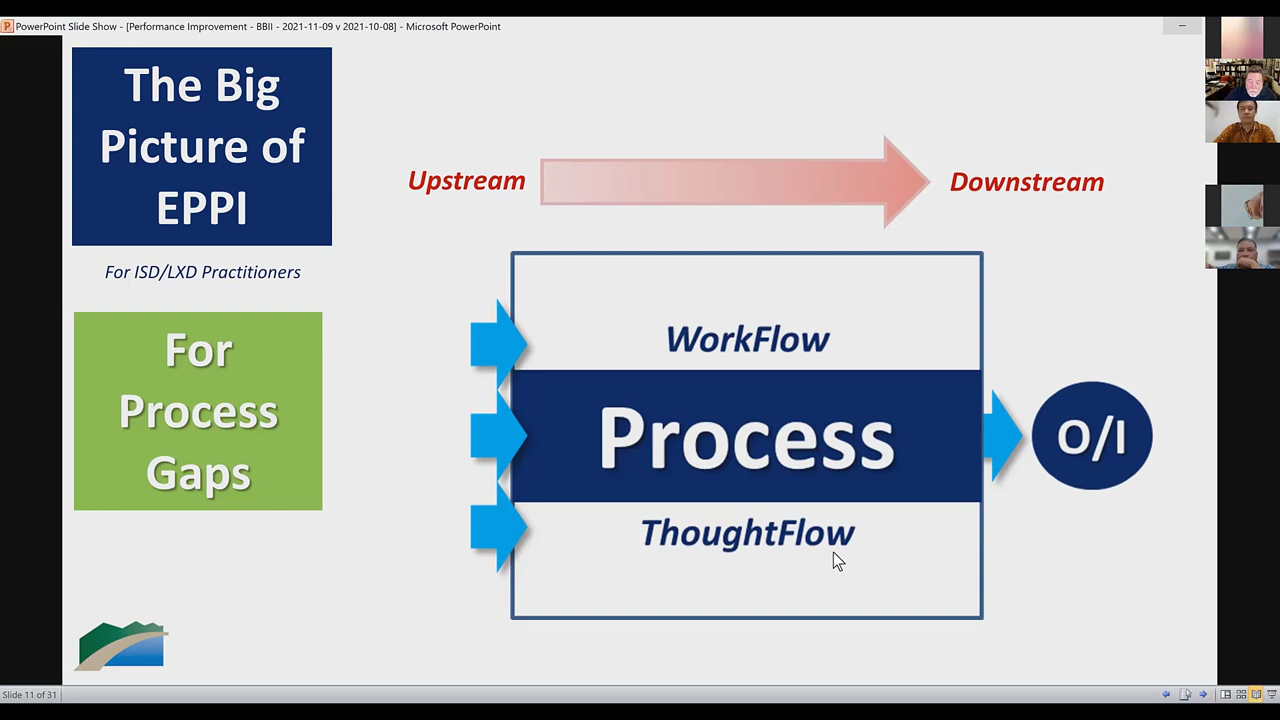 PowerPoint Slide Show - [Performance Improvement - BBII - 2021-11-09 v 2021-10-08] - Microsoft PowerPoint
The Big
Picture of
EPPI
For ISD/LXD Practitioners
For
Process
Gaps
Upstream
Downstream
WorkFlow
Process
ThoughtFlow
O/I
Slide 11 of 31